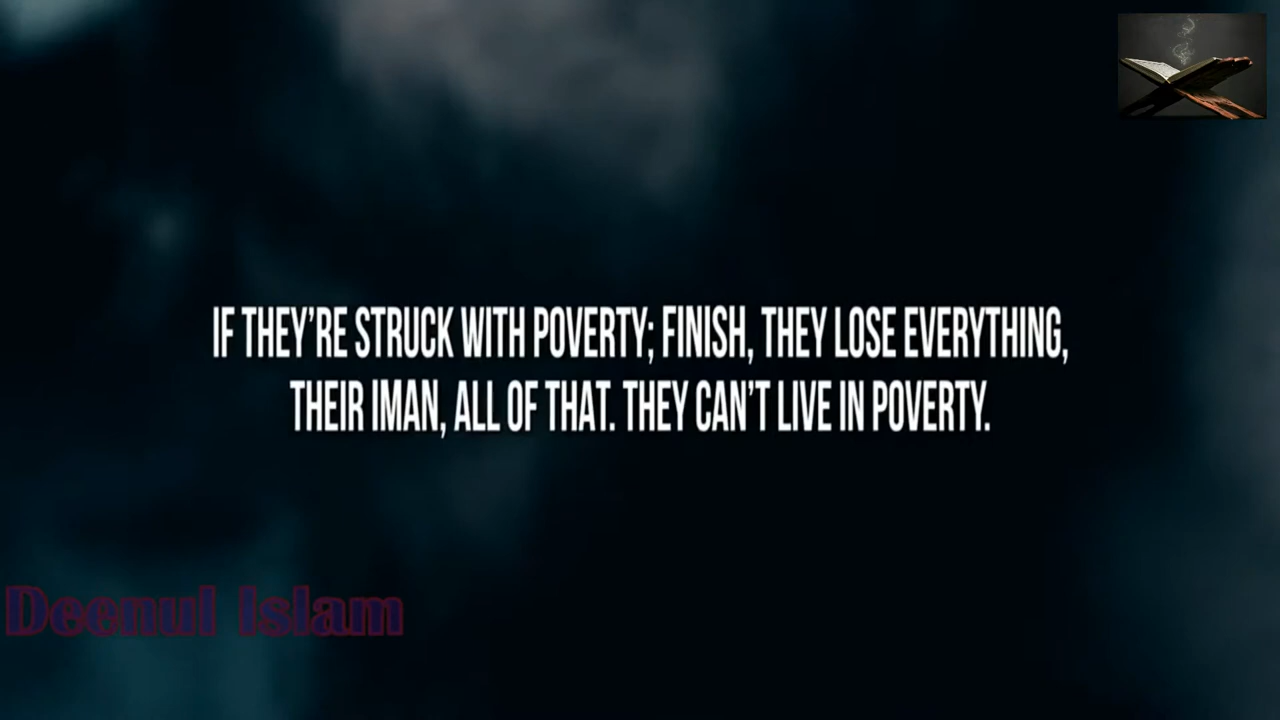 IF THEY'RE STRUCK WITH POVERTY; FINISH, THEY LOSE EVERYTHING,
THEIR IMAN, ALL OF THAT. THEY CAN'T LIVE IN POVERTY.
Deenul Islam